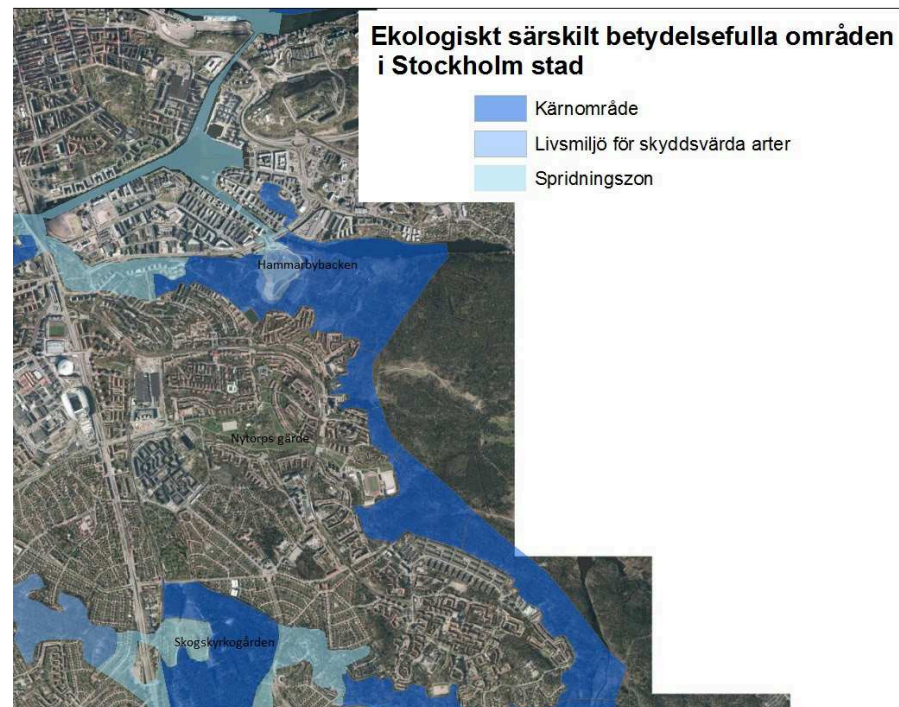 Ekologiskt särskilt betydelsefulla områden
i Stockholm stad
Kärnområde
Livsmiljö för skyddsvärda arter
Spridningszon
Hammarbybacken
Nytorps gärde
Skogskyrkogården